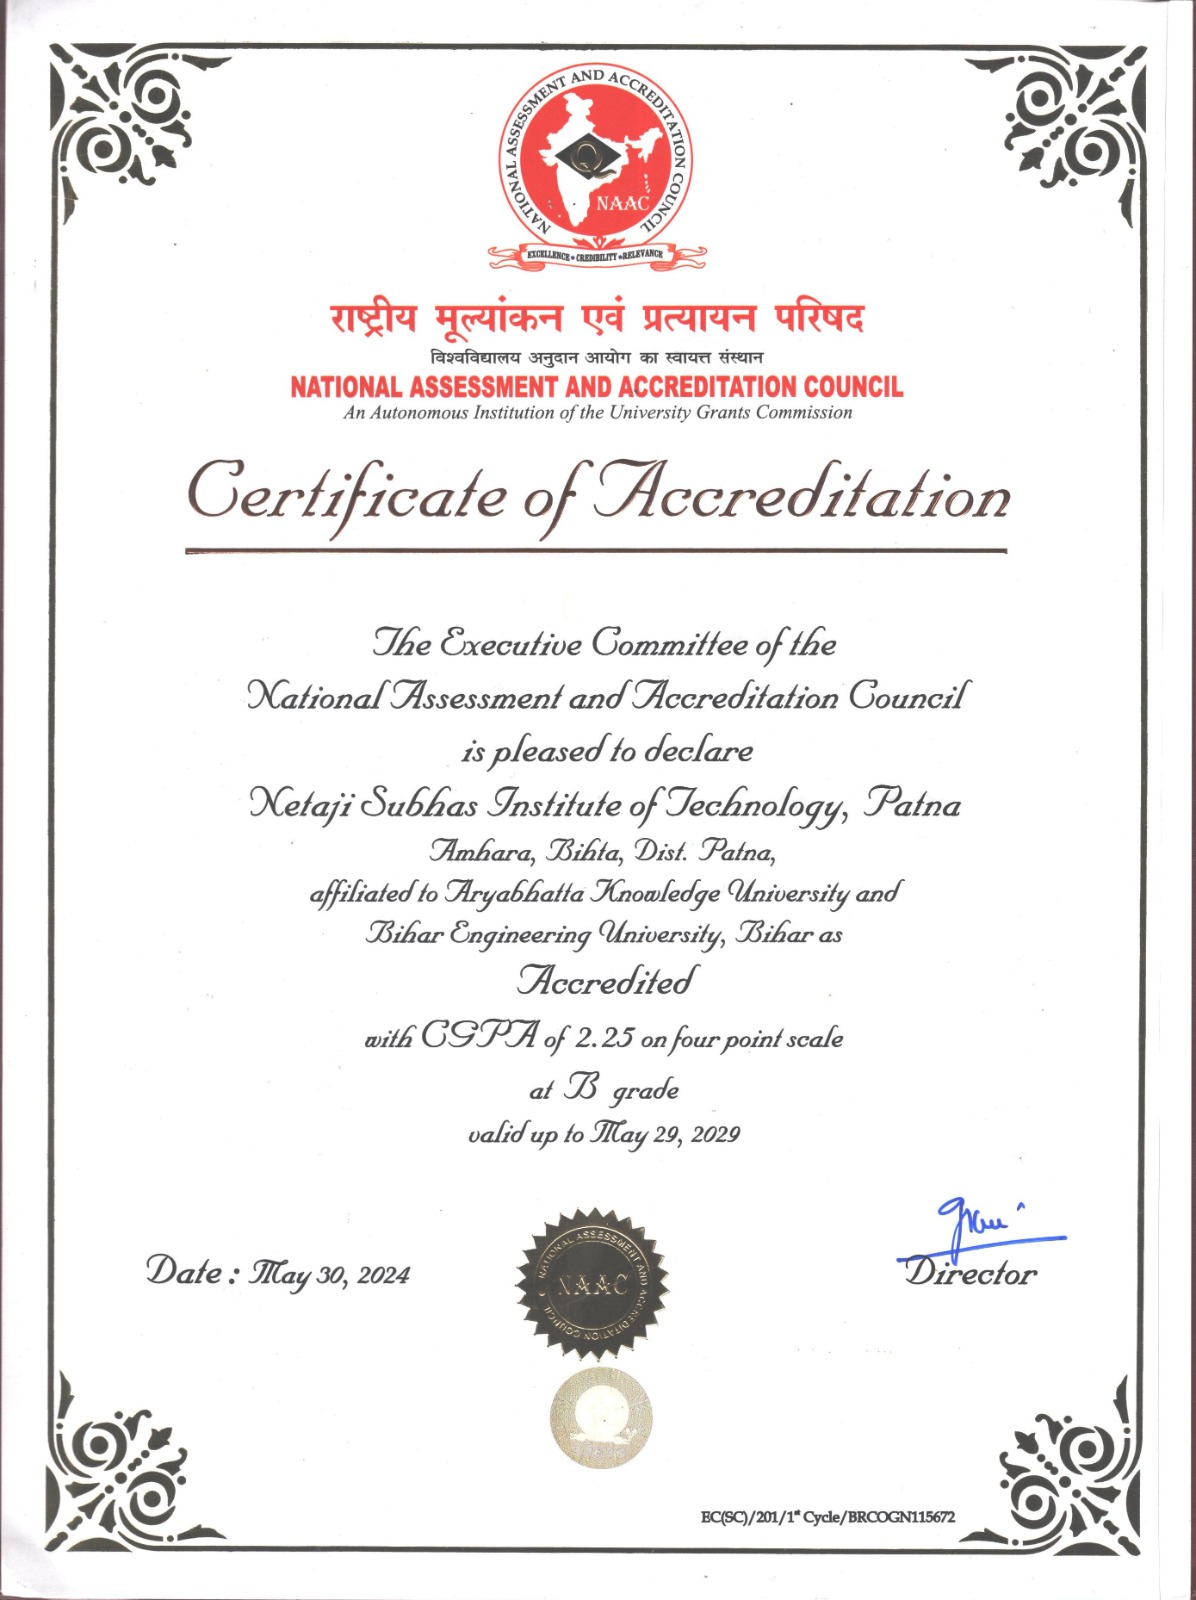 NATIONAL ASSESSMENT AND ACCREDITATION COUNCIL
Q
NAAC
EXCELLENCE • CREDIBILITY • RELEVANCE
राष्ट्रीय मूल्यांकन एवं प्रत्यायन परिषद
विश्वविद्यालय अनुदान आयोग का स्वायत्त संस्थान
NATIONAL ASSESSMENT AND ACCREDITATION COUNCIL
An Autonomous Institution of the University Grants Commission
Certificate of Accreditation
The Executive Committee of the
National Assessment and Accreditation Council
is pleased to declare
Netaji Subhas Institute of Technology, Patna
Amhara, Bihta, Dist. Patna,
affiliated to Aryabhatta Knowledge University and
Bihar Engineering University, Bihar as
Accredited
with CGPA of 2.25 on four point scale
at B grade
valid up to May 29, 2029
Date : May 30, 2024
NATIONAL ASSESSMENT AND ACCREDITATION COUNCIL
NAAC
Director
EC(SC)/201/1st Cycle/BRCOGN115672